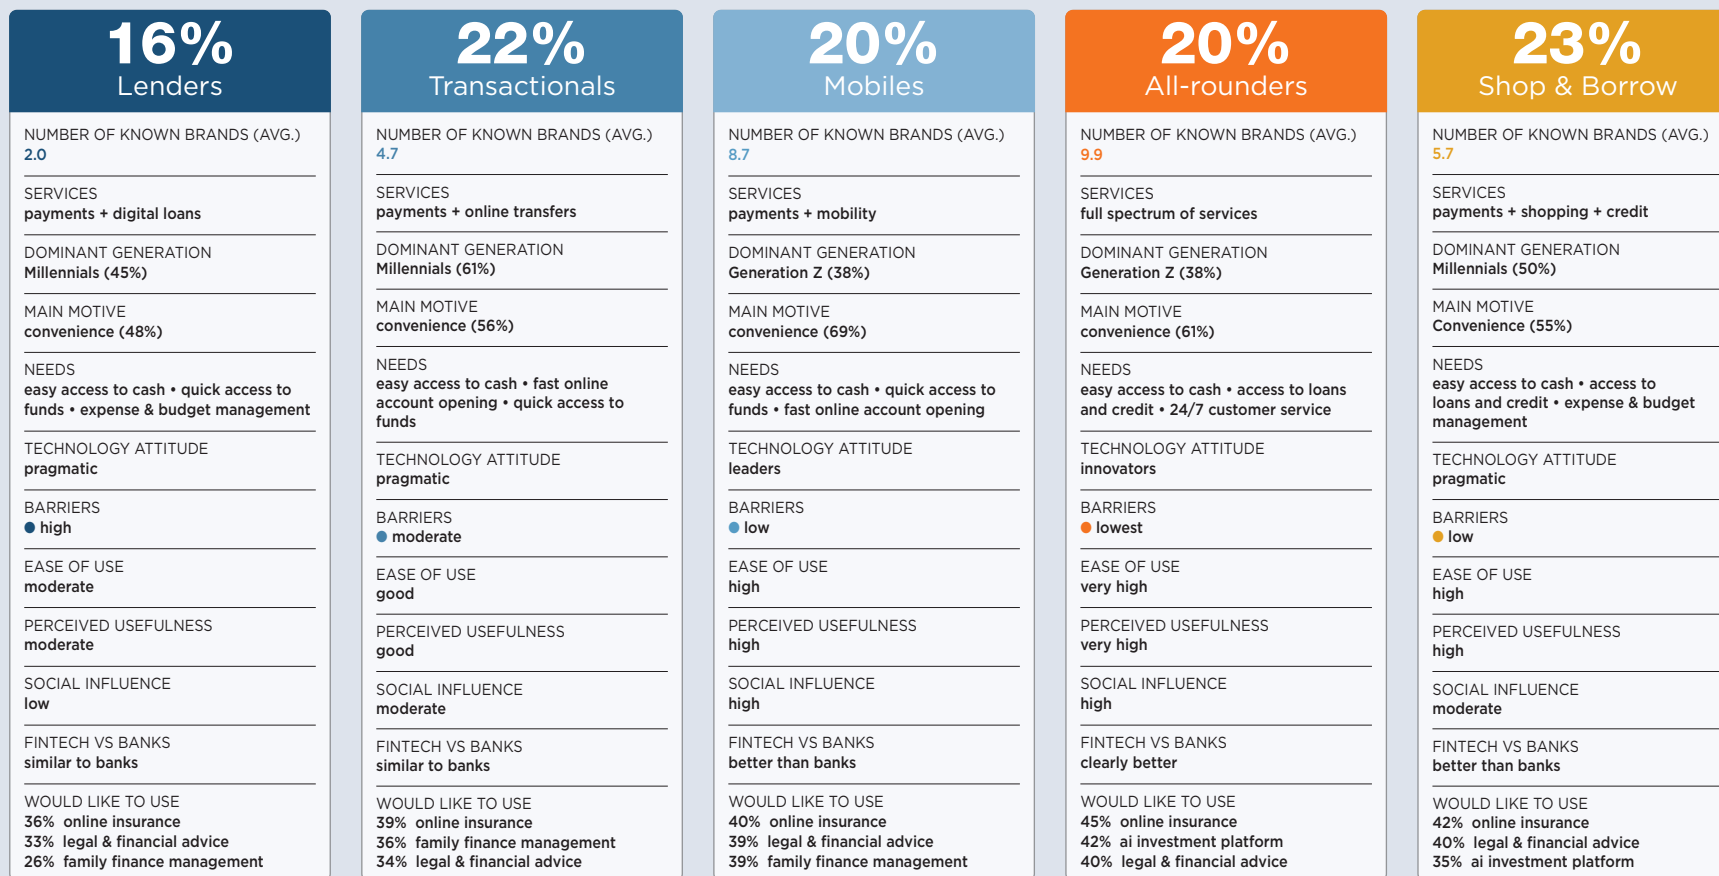 16%
Lenders
NUMBER OF KNOWN BRANDS (AVG.)
2.0
SERVICES
payments + digital loans
DOMINANT GENERATION
Millennials (45%)
MAIN MOTIVE
convenience (48%)
NEEDS
easy access to cash • quick access to
funds • expense & budget management
TECHNOLOGY ATTITUDE
pragmatic
BARRIERS
high
EASE OF USE
moderate
PERCEIVED USEFULNESS
moderate
SOCIAL INFLUENCE
low
FINTECH VS BANKS
similar to banks
WOULD LIKE TO USE
36% online insurance
33% legal & financial advice
26% family finance management
22%
Transactionals
NUMBER OF KNOWN BRANDS (AVG.)
4.7
SERVICES
payments + online transfers
DOMINANT GENERATION
Millennials (61%)
MAIN MOTIVE
convenience (56%)
NEEDS
easy access to cash • fast online
account opening • quick access to
funds
TECHNOLOGY ATTITUDE
pragmatic
BARRIERS
moderate
EASE OF USE
good
PERCEIVED USEFULNESS
good
SOCIAL INFLUENCE
moderate
FINTECH VS BANKS
similar to banks
WOULD LIKE TO USE
39% online insurance
36% family finance management
34% legal & financial advice
20%
Mobiles
NUMBER OF KNOWN BRANDS (AVG.)
8.7
SERVICES
payments + mobility
DOMINANT GENERATION
Generation Z (38%)
MAIN MOTIVE
convenience (69%)
NEEDS
easy access to cash • quick access to
funds • fast online account opening
TECHNOLOGY ATTITUDE
leaders
BARRIERS
low
EASE OF USE
high
PERCEIVED USEFULNESS
high
SOCIAL INFLUENCE
high
FINTECH VS BANKS
better than banks
WOULD LIKE TO USE
40% online insurance
39% legal & financial advice
39% family finance management
20%
All-rounders
NUMBER OF KNOWN BRANDS (AVG.)
9.9
SERVICES
full spectrum of services
DOMINANT GENERATION
Generation Z (38%)
MAIN MOTIVE
convenience (61%)
NEEDS
easy access to cash • access to loans
and credit • 24/7 customer service
TECHNOLOGY ATTITUDE
innovators
BARRIERS
lowest
EASE OF USE
very high
PERCEIVED USEFULNESS
very high
SOCIAL INFLUENCE
high
FINTECH VS BANKS
clearly better
WOULD LIKE TO USE
45% online insurance
42% ai investment platform
40% legal & financial advice
23%
Shop & Borrow
NUMBER OF KNOWN BRANDS (AVG.)
5.7
SERVICES
payments + shopping + credit
DOMINANT GENERATION
Millennials (50%)
MAIN MOTIVE
Convenience (55%)
NEEDS
easy access to cash • access to
loans and credit • expense & budget
management
TECHNOLOGY ATTITUDE
pragmatic
BARRIERS
low
EASE OF USE
high
PERCEIVED USEFULNESS
high
SOCIAL INFLUENCE
moderate
FINTECH VS BANKS
better than banks
WOULD LIKE TO USE
42% online insurance
40% legal & financial advice
35% ai investment platform